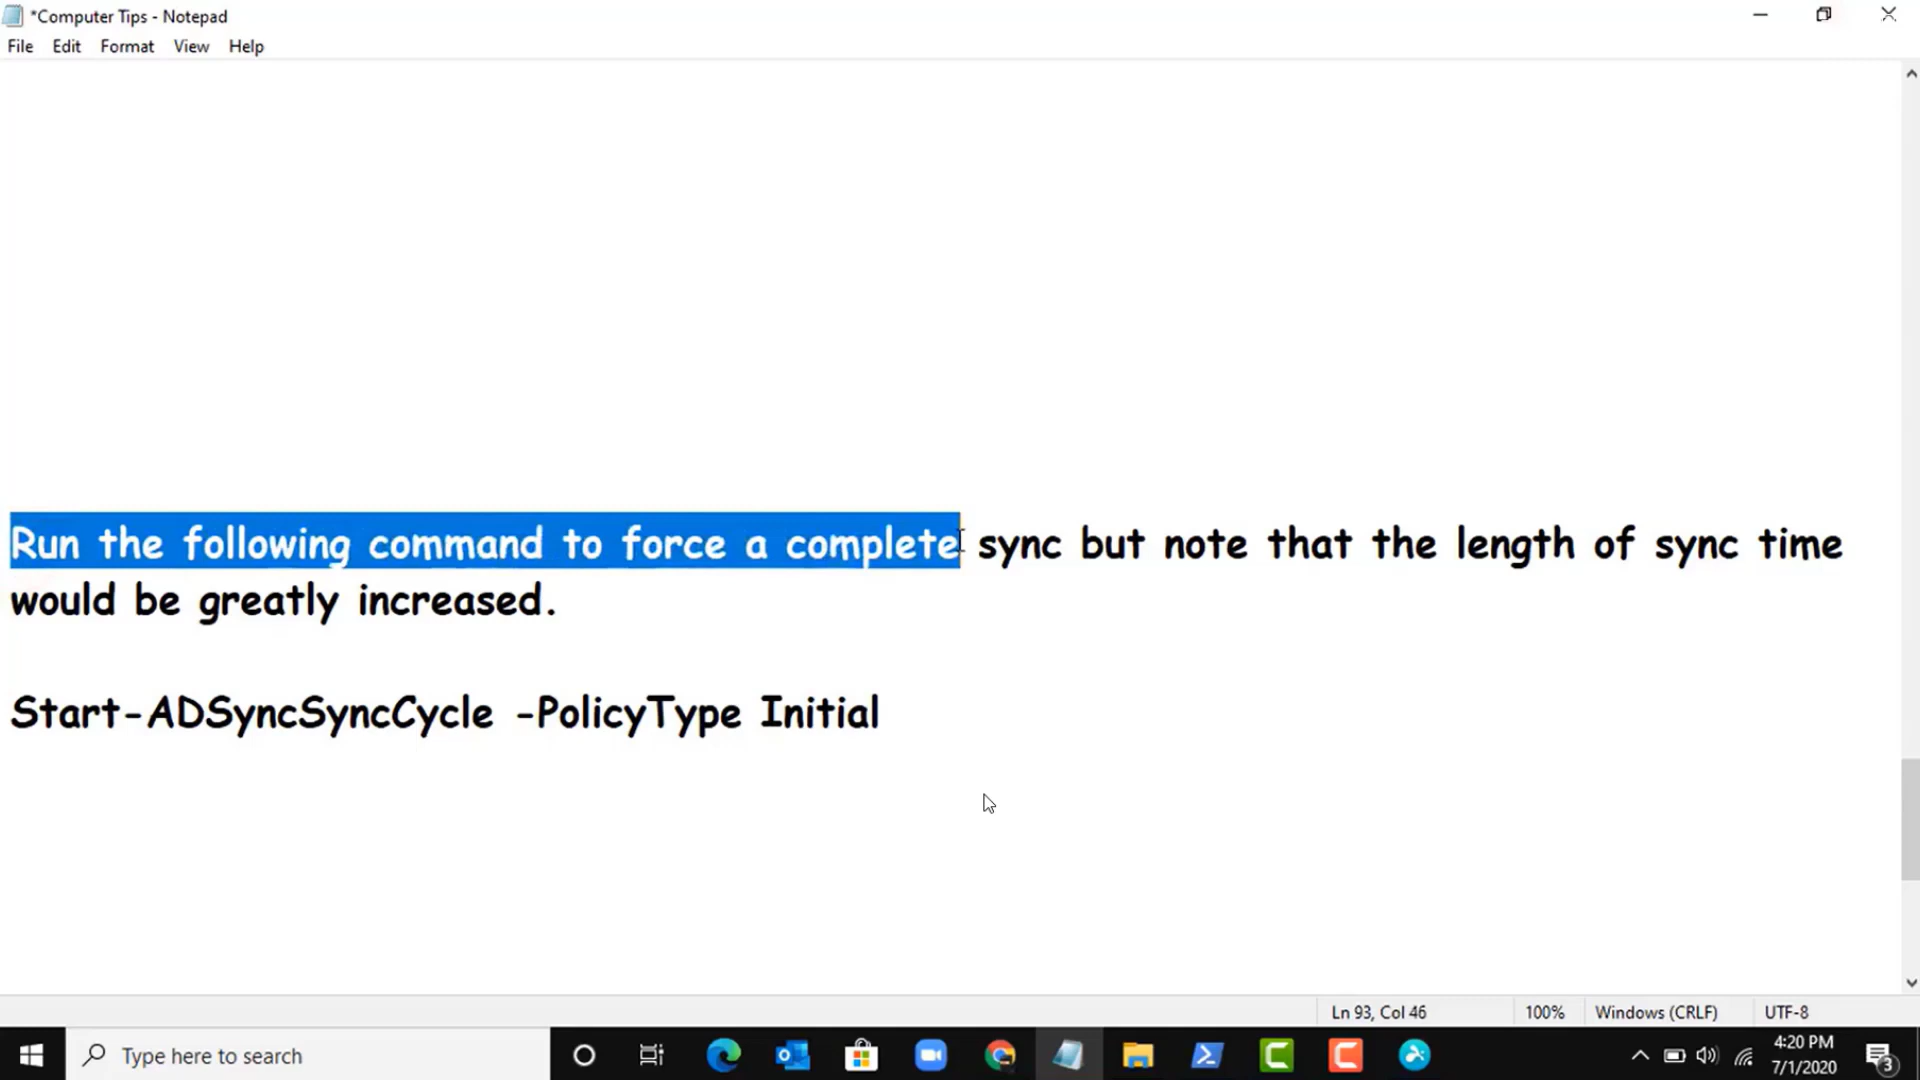 *Computer Tips - Notepad
File Edit Format View Help
Run the following command to force a complete sync but note that the length of sync time
would be greatly increased.
Start-ADSyncSyncCycle -PolicyType Initial
Ln 93, Col 46 100% Windows (CRLF) UTF-8
Type here to search
4:20 PM
7/1/2020
3